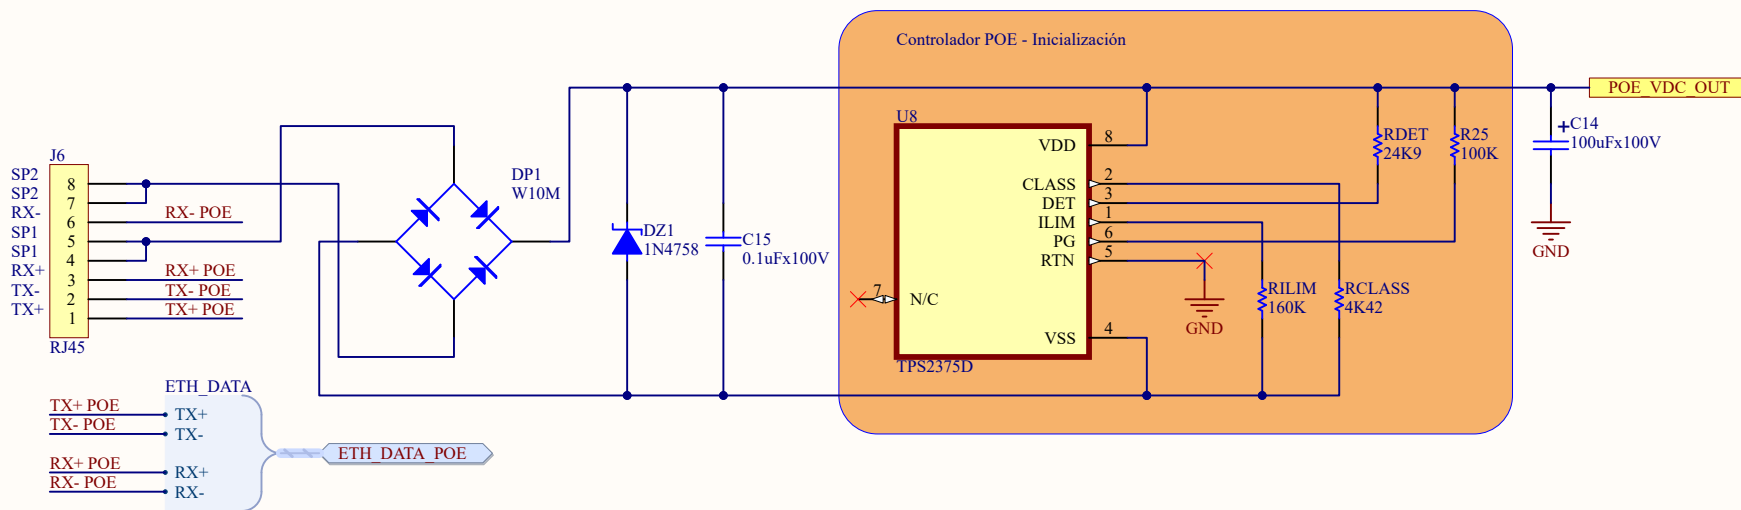 Controlador POE - Inicialización
POE_VDC_OUT
U8
VDD
8
CLASS
2
DET
3
ILIM
1
PG
6
RTN
5
7
N/C
VSS
4
TPS2375D
RDET
24K9
R25
100K
C14
100uFx100V
GND
GND
RILIM
160K
RCLASS
4K42
J6
SP2
8
SP2
7
RX-
6
RX- POE
SP1
5
SP1
4
RX+
3
RX+ POE
TX-
2
TX- POE
TX+
1
TX+ POE
RJ45
DP1
W10M
DZ1
1N4758
C15
0.1uFx100V
ETH_DATA
TX+ POE
TX+
TX- POE
TX-
RX+ POE
RX+
RX- POE
RX-
ETH_DATA_POE